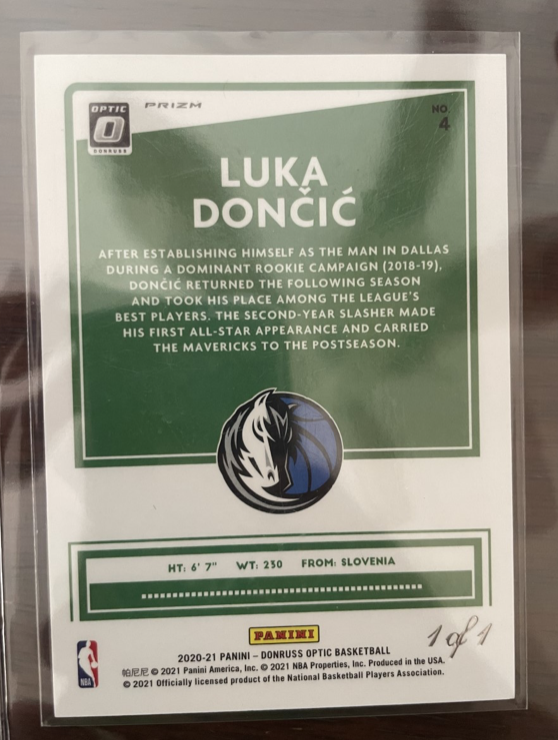 OPTIC
DONRUSS
PRIZM
NO.
4
LUKA
DONČIĆ
AFTER ESTABLISHING HIMSELF AS THE MAN IN DALLAS
DURING A DOMINANT ROOKIE CAMPAIGN (2018-19),
DONČIĆ RETURNED THE FOLLOWING SEASON
AND TOOK HIS PLACE AMONG THE LEAGUE'S
BEST PLAYERS. THE SECOND-YEAR SLASHER MADE
HIS FIRST ALL-STAR APPEARANCE AND CARRIED
THE MAVERICKS TO THE POSTSEASON.
HT: 6' 7" WT: 230 FROM: SLOVENIA
PANINI
1 of 1
2020-21 PANINI – DONRUSS OPTIC BASKETBALL
帕尼尼 © 2021 Panini America, Inc. © 2021 NBA Properties, Inc. Produced in the USA.
© 2021 Officially licensed product of the National Basketball Players Association.
NBA